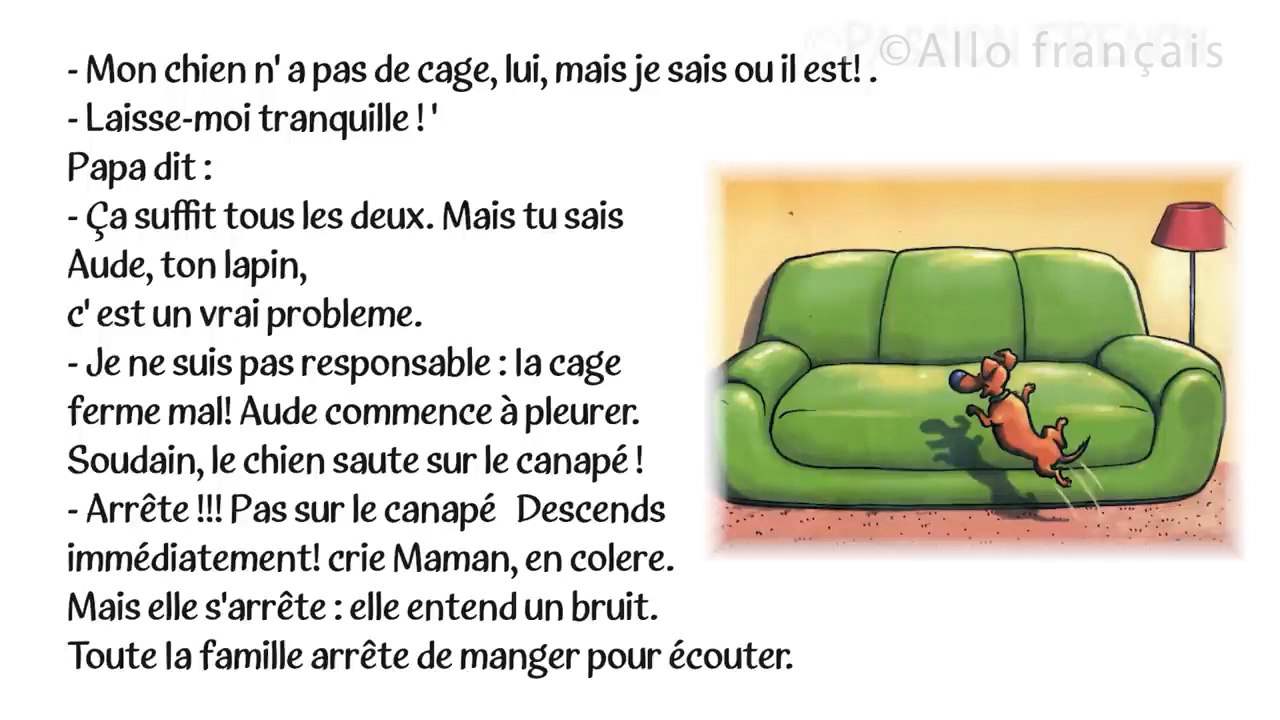 ©Allo français
- Mon chien n' a pas de cage, lui, mais je sais ou il est! .
- Laisse-moi tranquille ! '
Papa dit :
- Ça suffit tous les deux. Mais tu sais
Aude, ton lapin,
c' est un vrai probleme.
- Je ne suis pas responsable : la cage
ferme mal! Aude commence à pleurer.
Soudain, le chien saute sur le canapé !
- Arrête !!! Pas sur le canapé Descends
immédiatement! crie Maman, en colere.
Mais elle s'arrête : elle entend un bruit.
Toute la famille arrête de manger pour écouter.